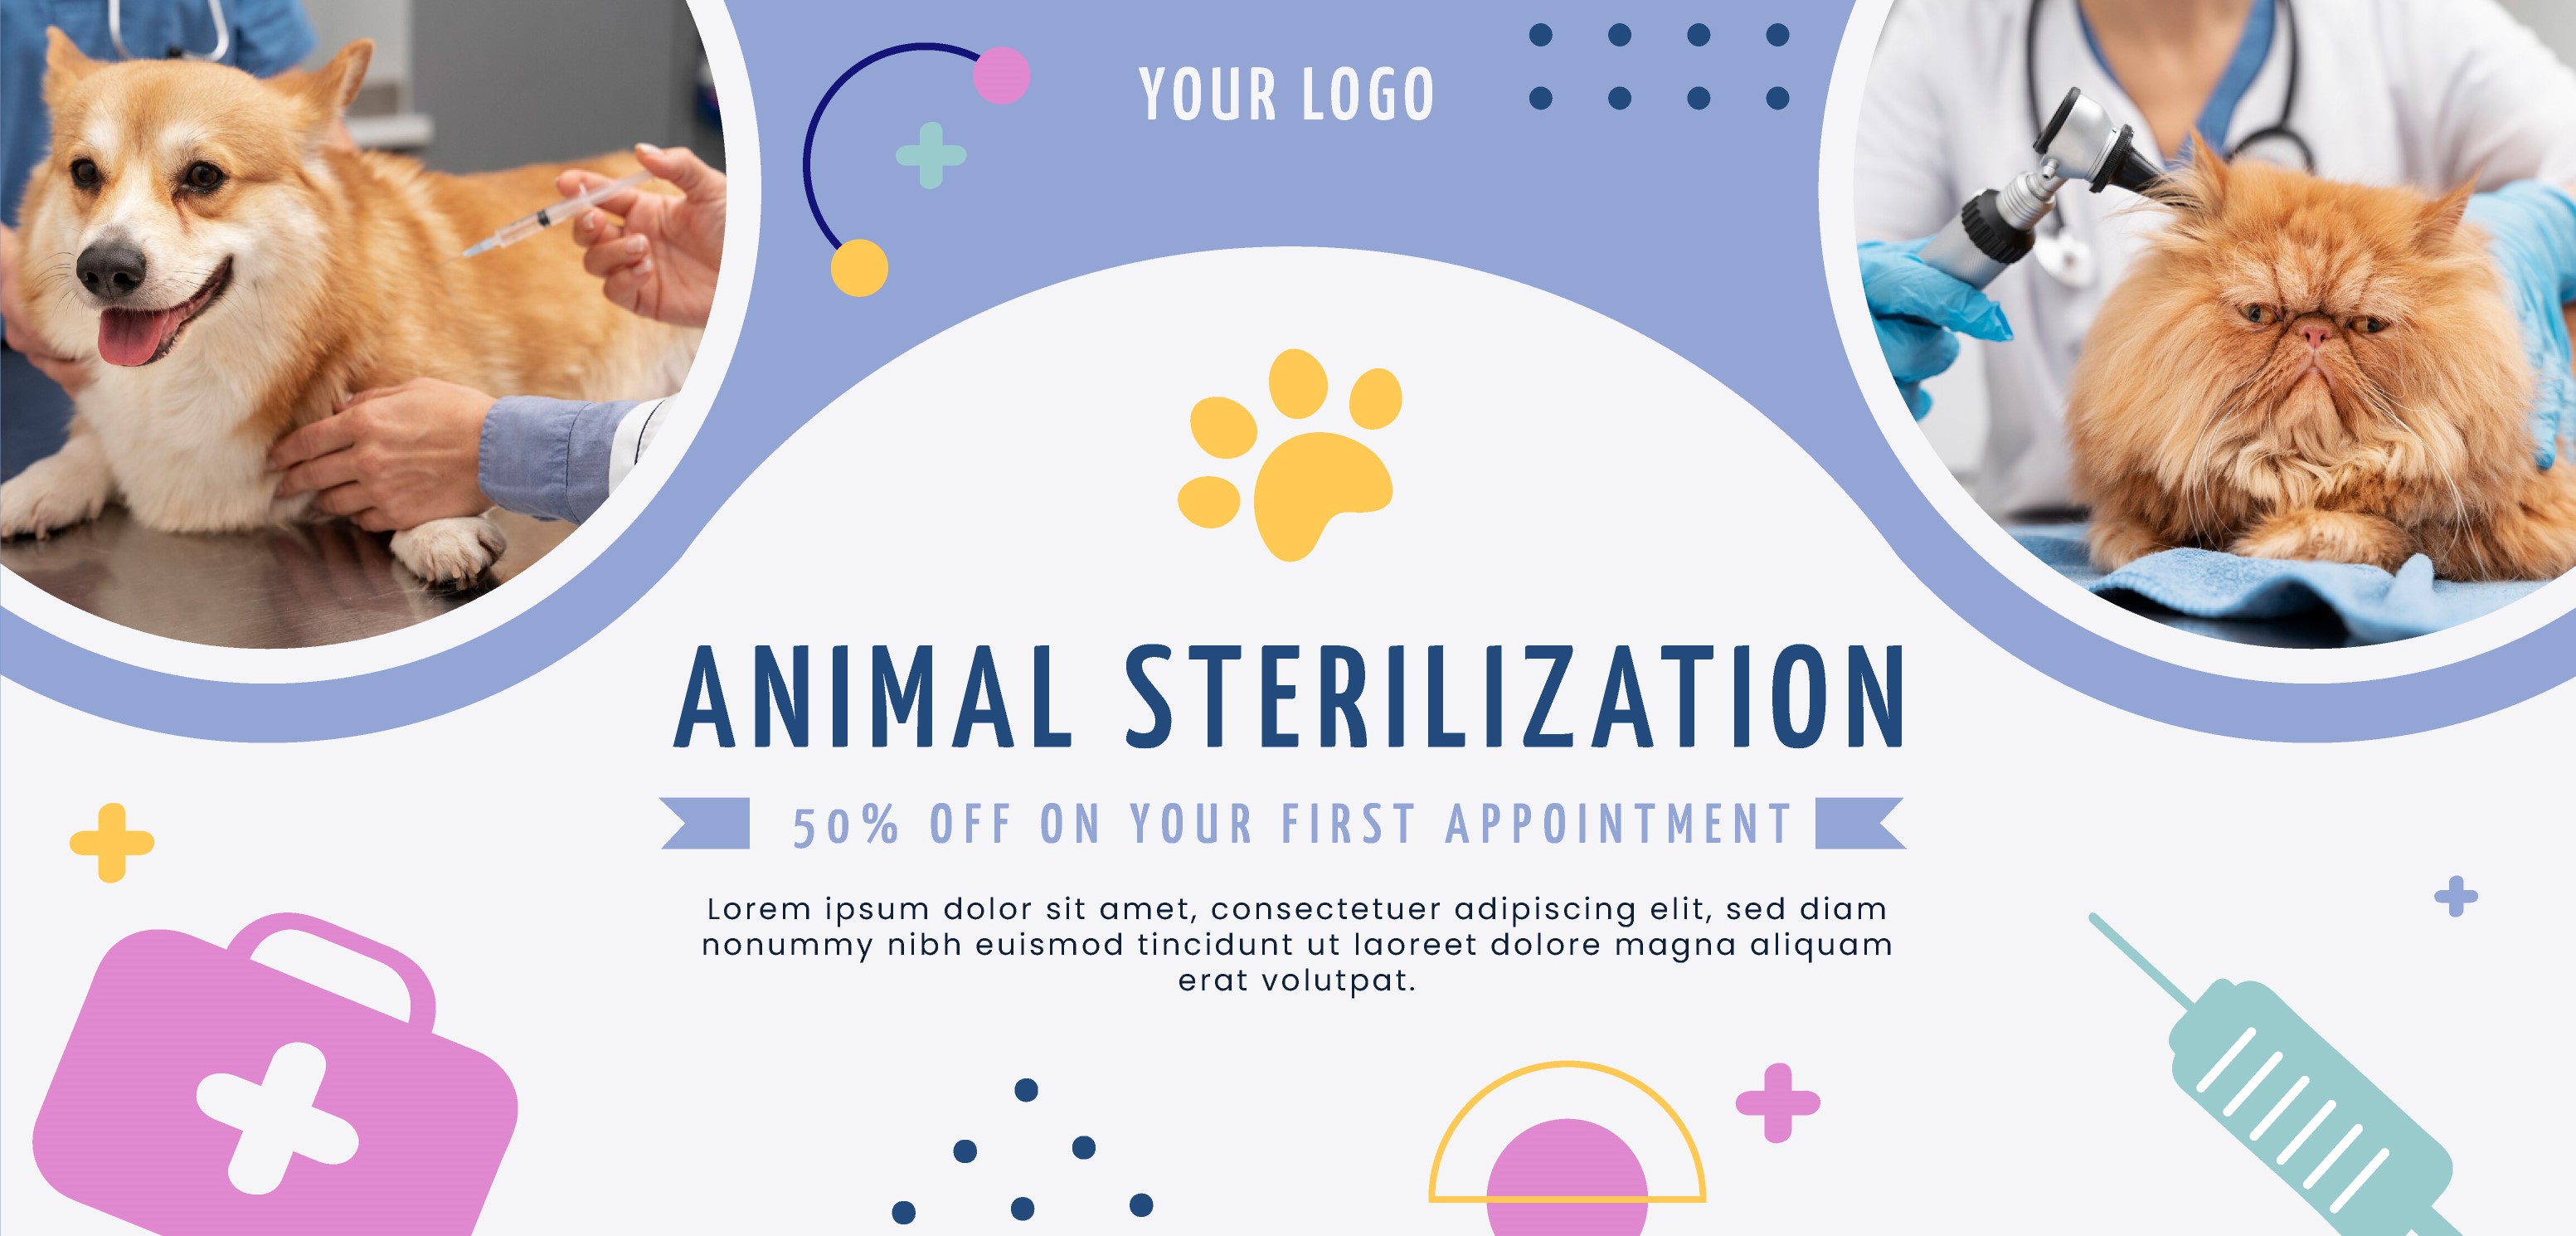 YOUR LOGO
ANIMAL STERILIZATION
50% OFF ON YOUR FIRST APPOINTMENT
Lorem ipsum dolor sit amet, consectetuer adipiscing elit, sed diam
nonummy nibh euismod tincidunt ut laoreet dolore magna aliquam
erat volutpat.